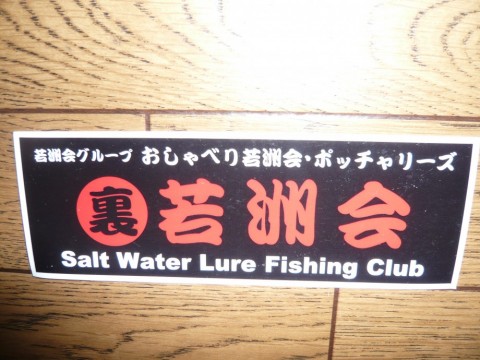 若洲会グループ おしゃべり若洲会・ポッチャリーズ
裏 若洲会
Salt Water Lure Fishing Club